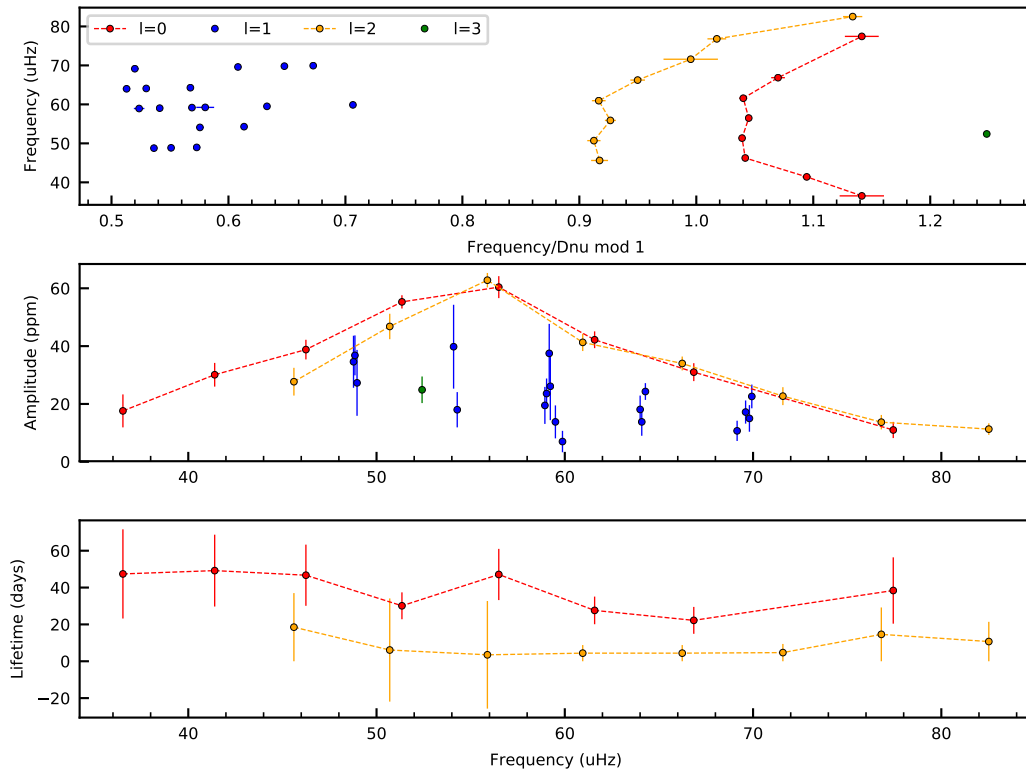 l=0 l=1 l=2 l=3
Frequency (uHz)
80
70
60
50
40
0.5 0.6 0.7 0.8 0.9 1.0 1.1 1.2
Frequency/Dnu mod 1
Amplitude (ppm)
60
40
20
0
40 50 60 70 80
Lifetime (days)
60
40
20
0
−20
40 50 60 70 80
Frequency (uHz)